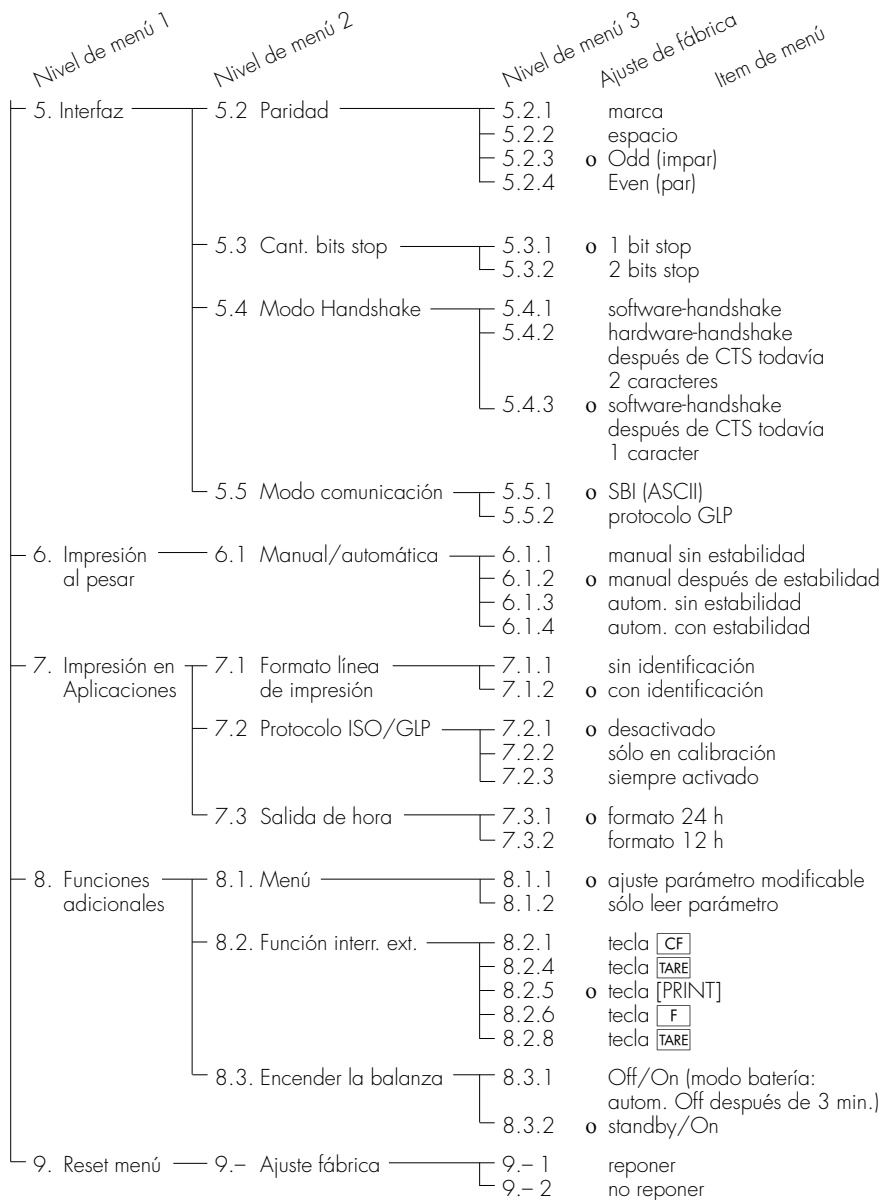 Nivel de menú 1 Nivel de menú 2 Nivel de menú 3 Ajuste de fábrica Item de menú
5. Interfaz 5.2 Paridad 5.2.1 marca
5.2.2 espacio
5.2.3 o Odd (impar)
5.2.4 Even (par)
5.3 Cant. bits stop 5.3.1 o 1 bit stop
5.3.2 2 bits stop
5.4 Modo Handshake 5.4.1 software-handshake
5.4.2 hardware-handshake
después de CTS todavía
2 caracteres
5.4.3 o software-handshake
después de CTS todavía
1 caracter
5.5 Modo comunicación 5.5.1 o SBI (ASCII)
5.5.2 protocolo GLP
6. Impresión 6.1 Manual/automática 6.1.1 manual sin estabilidad
al pesar 6.1.2 o manual después de estabilidad
6.1.3 autom. sin estabilidad
6.1.4 autom. con estabilidad
7. Impresión en 7.1 Formato línea 7.1.1 sin identificación
Aplicaciones de impresión 7.1.2 o con identificación
7.2 Protocolo ISO/GLP 7.2.1 o desactivado
7.2.2 sólo en calibración
7.2.3 siempre activado
7.3 Salida de hora 7.3.1 o formato 24 h
7.3.2 formato 12 h
8. Funciones 8.1. Menú 8.1.1 o ajuste parámetro modificable
adicionales 8.1.2 sólo leer parámetro
8.2. Función interr. ext. 8.2.1 tecla CF
8.2.4 tecla TARE
8.2.5 o tecla [PRINT]
8.2.6 tecla F
8.2.8 tecla TARE
8.3. Encender la balanza 8.3.1 Off/On (modo batería:
autom. Off después de 3 min.)
8.3.2 o standby/On
9. Reset menú 9.– Ajuste fábrica 9.– 1 reponer
9.– 2 no reponer